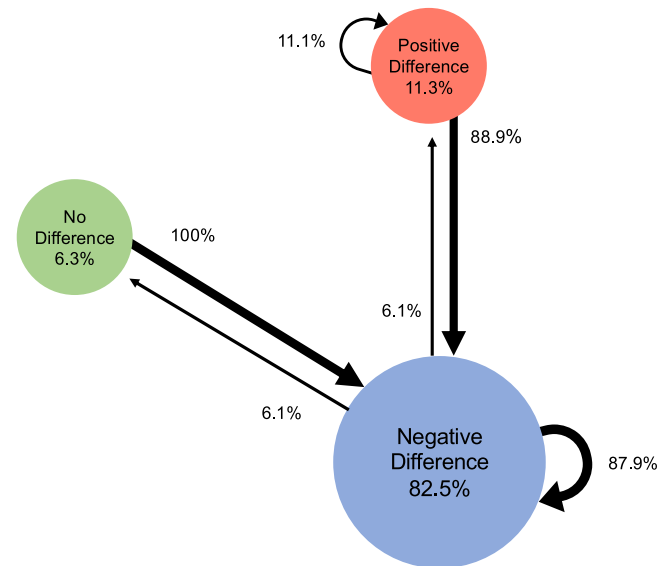 11.1%
Positive
Difference
11.3%
88.9%
No
Difference
6.3%
100%
6.1%
6.1%
Negative
Difference
82.5%
87.9%